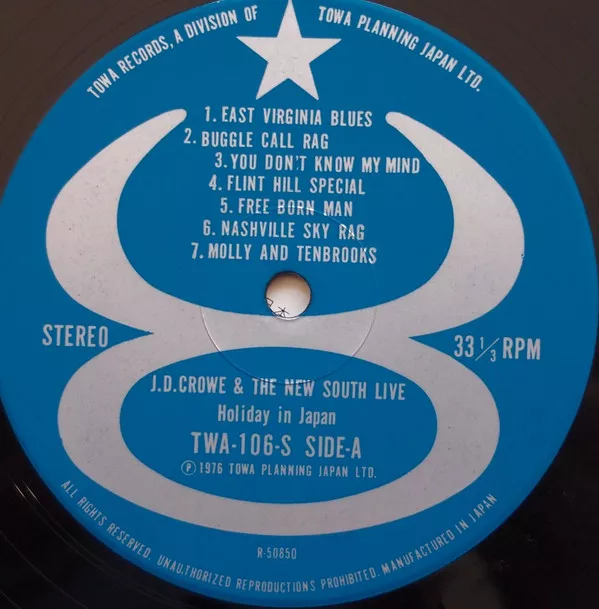 TOWA RECORDS, A DIVISION OF TOWA PLANNING JAPAN LTD.
1. EAST VIRGINIA BLUES
2. BUGGLE CALL RAG
3. YOU DON'T KNOW MY MIND
4. FLINT HILL SPECIAL
5. FREE BORN MAN
6. NASHVILLE SKY RAG
7. MOLLY AND TENBROOKS
STEREO
33 1/3 RPM
J.D.CROWE & THE NEW SOUTH LIVE
Holiday in Japan
TWA-106-S SIDE-A
Ⓟ1976 TOWA PLANNING JAPAN LTD.
R-50850
ALL RIGHTS RESERVED. UNAUTHORIZED REPRODUCTIONS PROHIBITED. MANUFACTURED IN JAPAN